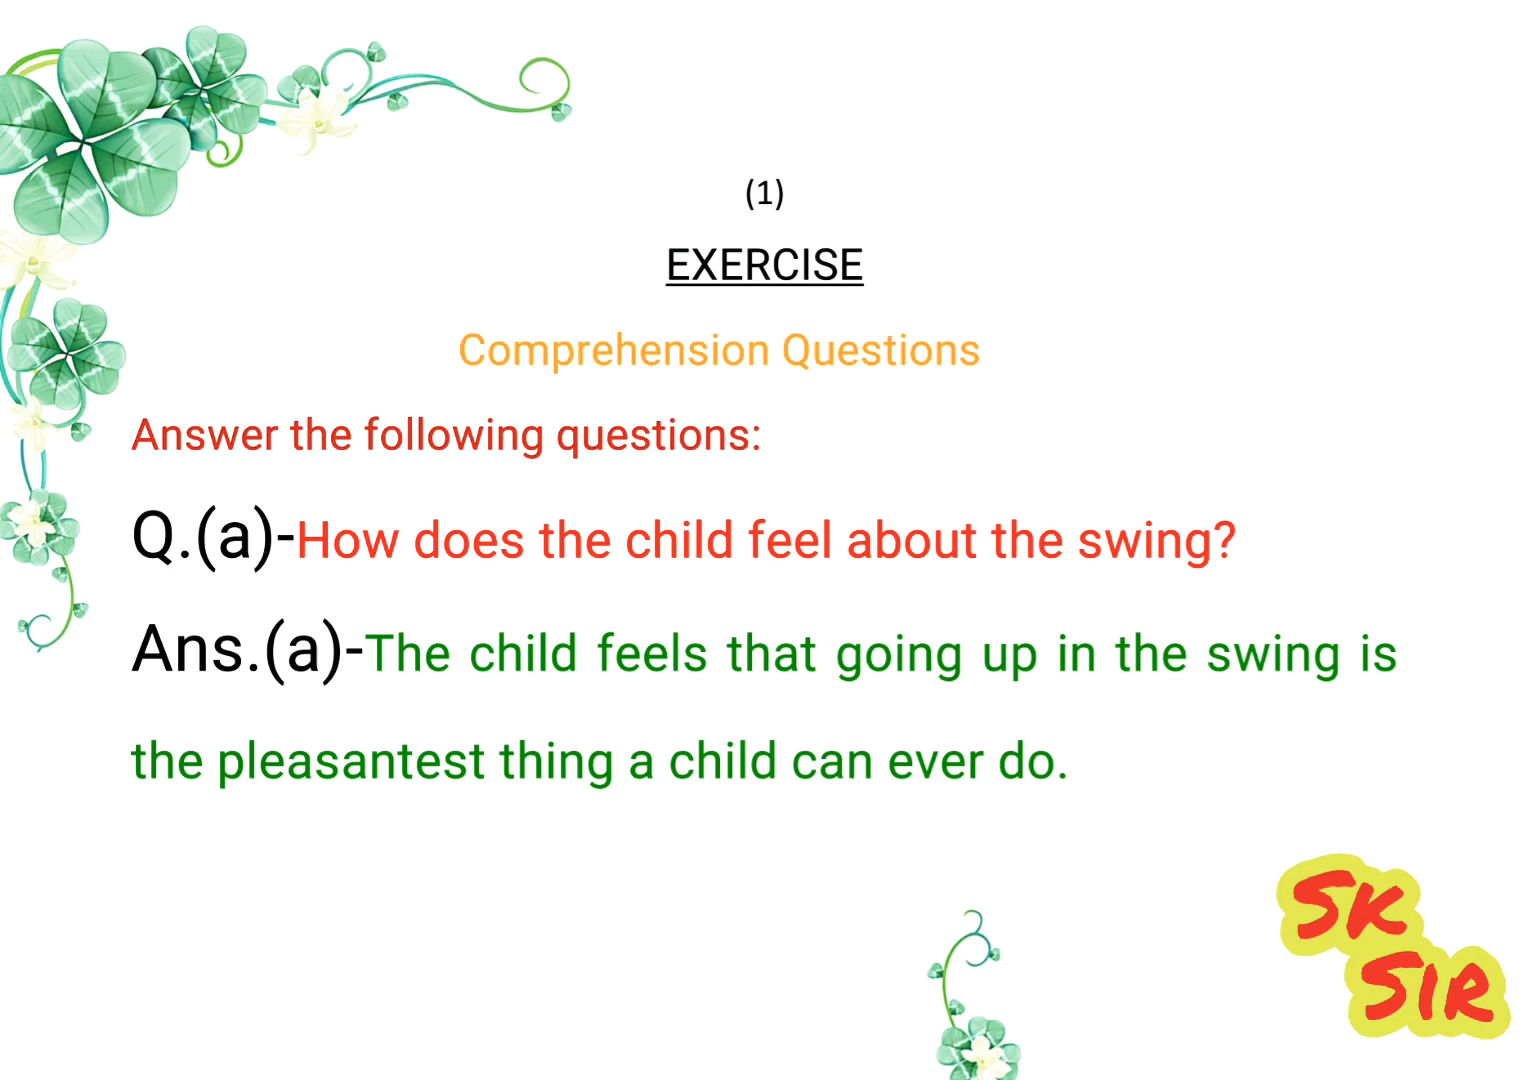 (1)
EXERCISE
Comprehension Questions
Answer the following questions:
Q.(a)-How does the child feel about the swing?
Ans.(a)-The child feels that going up in the swing is
the pleasantest thing a child can ever do.
SK
SIR